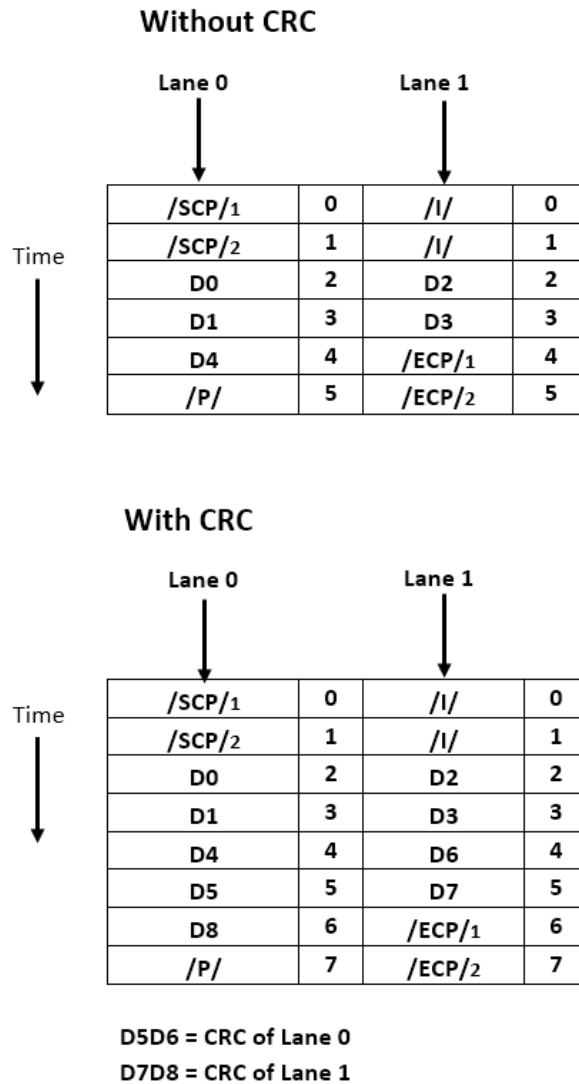 Without CRC
Lane 0 Lane 1
Time
/SCP/1 0 /I/ 0
/SCP/2 1 /I/ 1
D0 2 D2 2
D1 3 D3 3
D4 4 /ECP/1 4
/P/ 5 /ECP/2 5
With CRC
Lane 0 Lane 1
Time
/SCP/1 0 /I/ 0
/SCP/2 1 /I/ 1
D0 2 D2 2
D1 3 D3 3
D4 4 D6 4
D5 5 D7 5
D8 6 /ECP/1 6
/P/ 7 /ECP/2 7
D5D6 = CRC of Lane 0
D7D8 = CRC of Lane 1